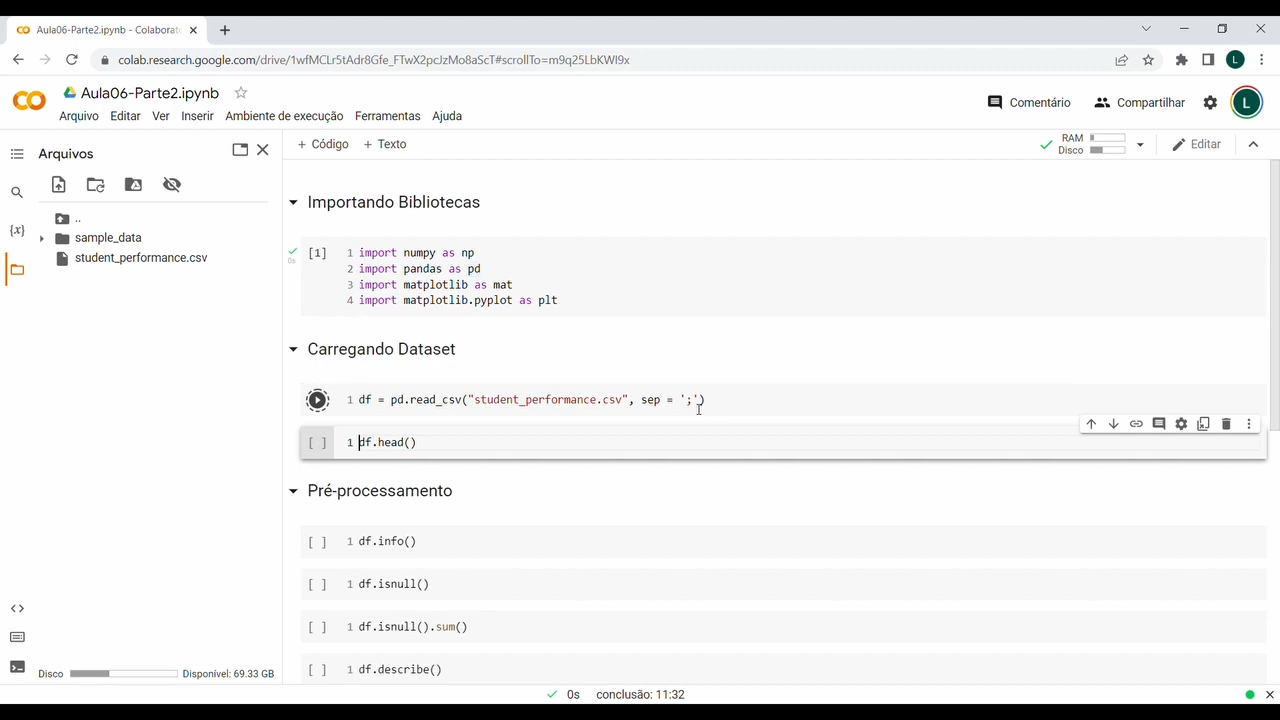 Aula06-Parte2.ipynb - Colaborat
colab.research.google.com/drive/1wfMCLr5tAdr8Gfe_FTwX2pcJzMo8aScT#scrollTo=m9q25LbKWI9x
L
Aula06-Parte2.ipynb
Arquivo Editar Ver Inserir Ambiente de execução Ferramentas Ajuda
Comentário Compartilhar L
Arquivos
+ Código + Texto
RAM
Disco
Editar
..
sample_data
student_performance.csv
{x}
Importando Bibliotecas
[1] 1 import numpy as np
0s
2 import pandas as pd
3 import matplotlib as mat
4 import matplotlib.pyplot as plt
Carregando Dataset
1 df = pd.read_csv("student_performance.csv", sep = ';')
[ ] 1 df.head()
Pré-processamento
[ ] 1 df.info()
[ ] 1 df.isnull()
[ ] 1 df.isnull().sum()
[ ] 1 df.describe()
Disco Disponível: 69.33 GB
0s conclusão: 11:32